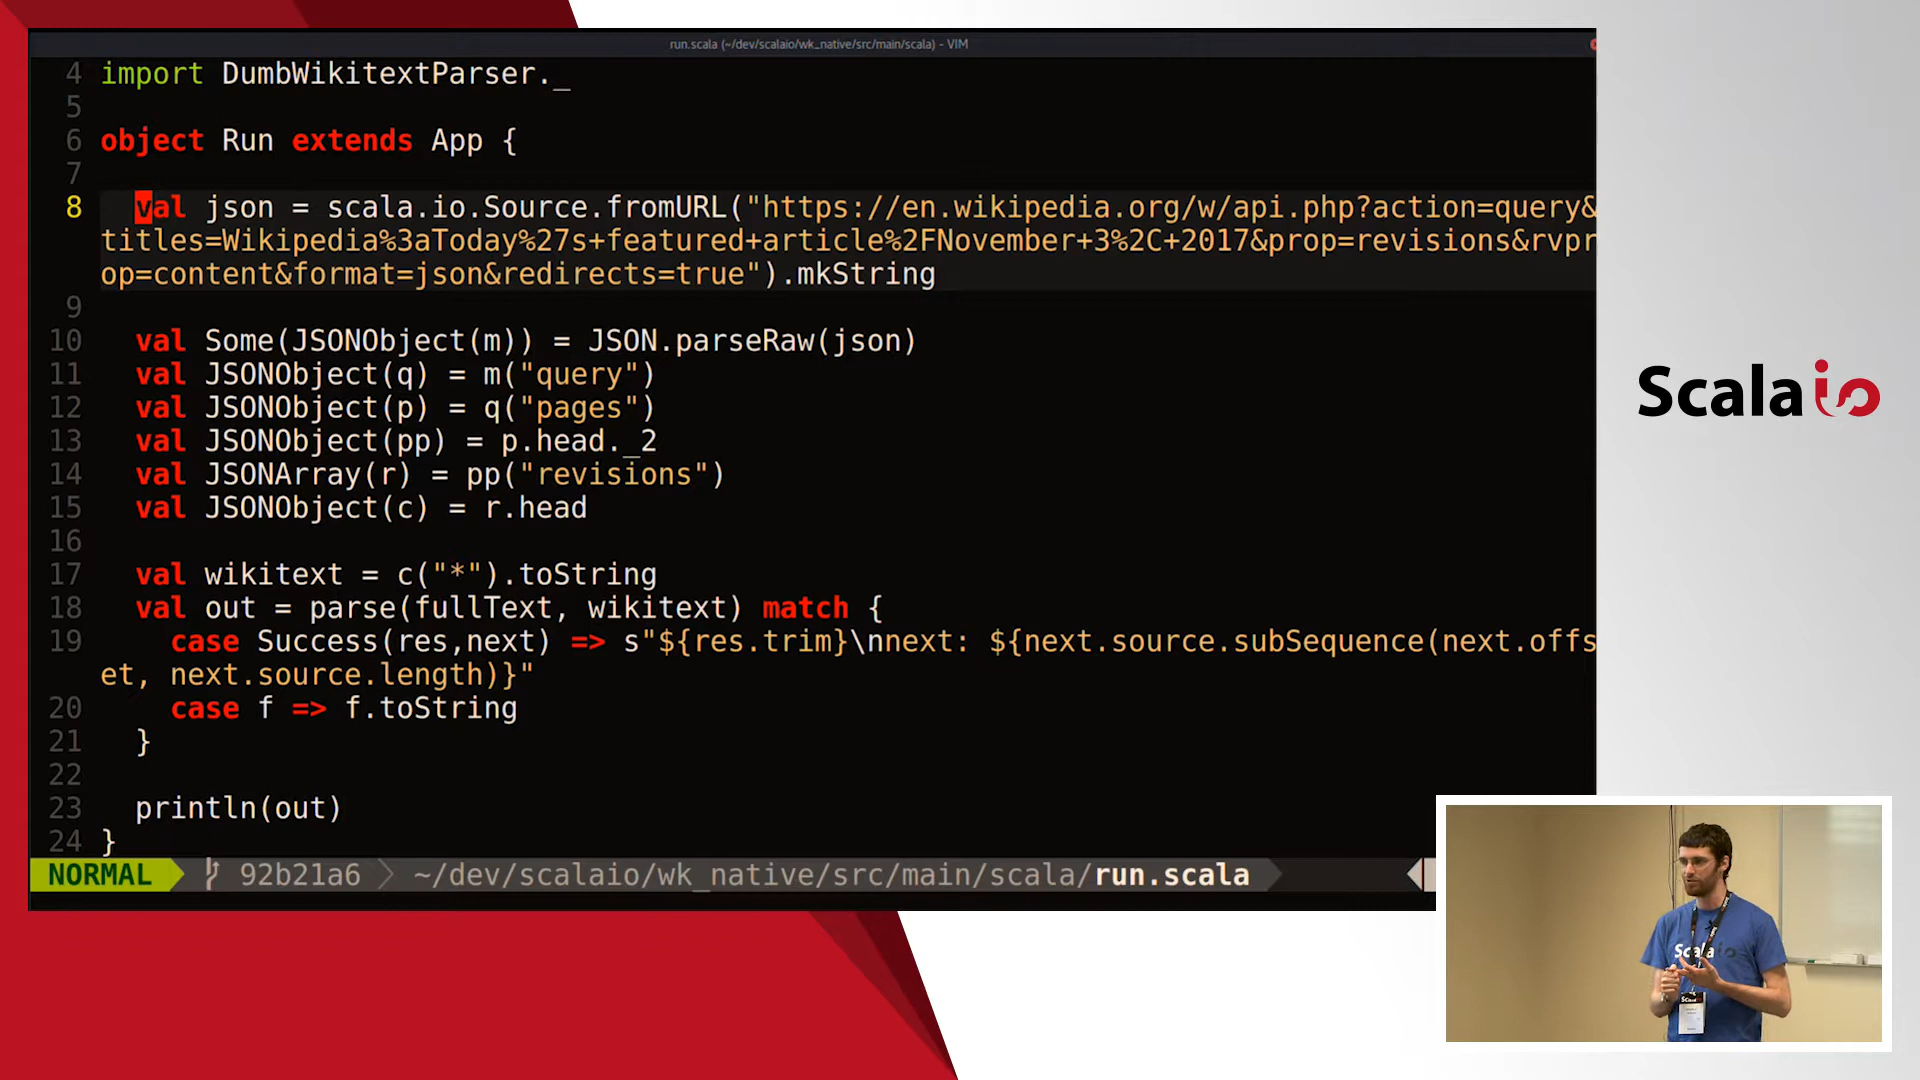 run.scala (~/dev/scalaio/wk_native/src/main/scala) - VIM
4 import DumbWikitextParser._
5
6 object Run extends App {
7
8 val json = scala.io.Source.fromURL("https://en.wikipedia.org/w/api.php?action=query&
titles=Wikipedia%3aToday%27s+featured+article%2FNovember+3%2C+2017&prop=revisions&rvpr
op=content&format=json&redirects=true").mkString
9
10 val Some(JSONObject(m)) = JSON.parseRaw(json)
11 val JSONObject(q) = m("query")
12 val JSONObject(p) = q("pages")
13 val JSONObject(pp) = p.head._2
14 val JSONArray(r) = pp("revisions")
15 val JSONObject(c) = r.head
16
17 val wikitext = c("*").toString
18 val out = parse(fullText, wikitext) match {
19 case Success(res,next) => s"${res.trim}\nnext: ${next.source.subSequence(next.offs
et, next.source.length)}"
20 case f => f.toString
21 }
22
23 println(out)
24 }
NORMAL 92b21a6 ~/dev/scalaio/wk_native/src/main/scala/run.scala
Scala io
Scala io